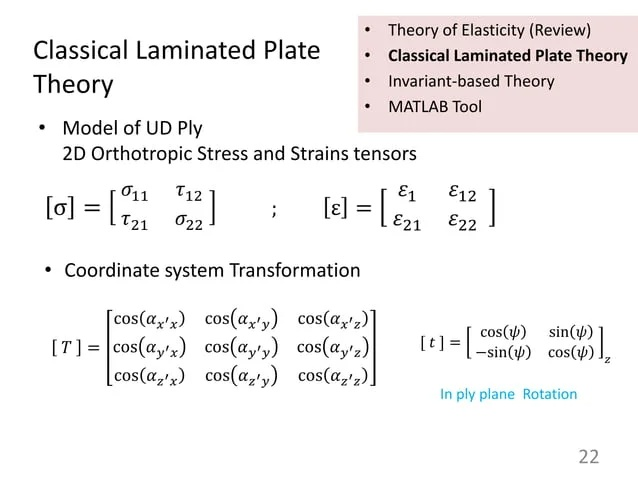 Classical Laminated Plate
Theory
• Theory of Elasticity (Review)
• Classical Laminated Plate Theory
• Invariant-based Theory
• MATLAB Tool
• Model of UD Ply
2D Orthotropic Stress and Strains tensors
[σ] = [σ₁₁ τ₁₂
τ₂₁ σ₂₂] ; [ε] = [ε₁ ε₁₂
ε₂₁ ε₂₂]
• Coordinate system Transformation
[T] = [cos(αx′x) cos(αx′y) cos(αx′z)
cos(αy′x) cos(αy′y) cos(αy′z)
cos(αz′x) cos(αz′y) cos(αz′z)]
[t] = [cos(ψ) sin(ψ)
−sin(ψ) cos(ψ)]z
In ply plane Rotation
22